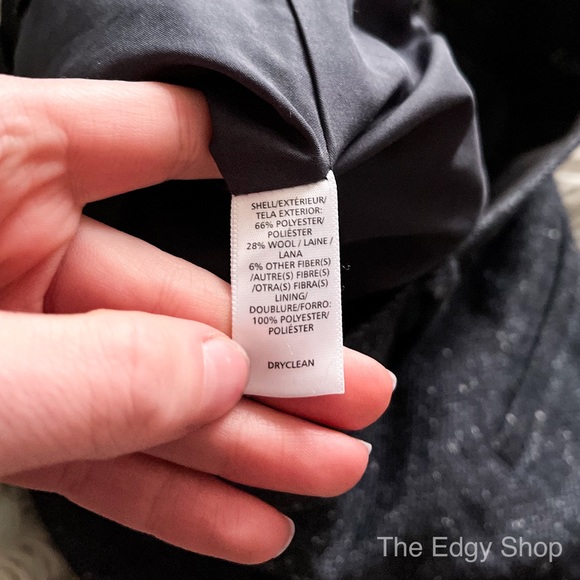 SHELL/EXTÉRIEUR/
TELA EXTERIOR:
66% POLYESTER/
POLIÉSTER
28% WOOL / LAINE /
LANA
6% OTHER FIBER(S)
/AUTRE(S) FIBRE(S)
/OTRA(S) FIBRA(S)
LINING/
DOUBLURE/FORRO:
100% POLYESTER/
POLIÉSTER
DRYCLEAN
The Edgy Shop